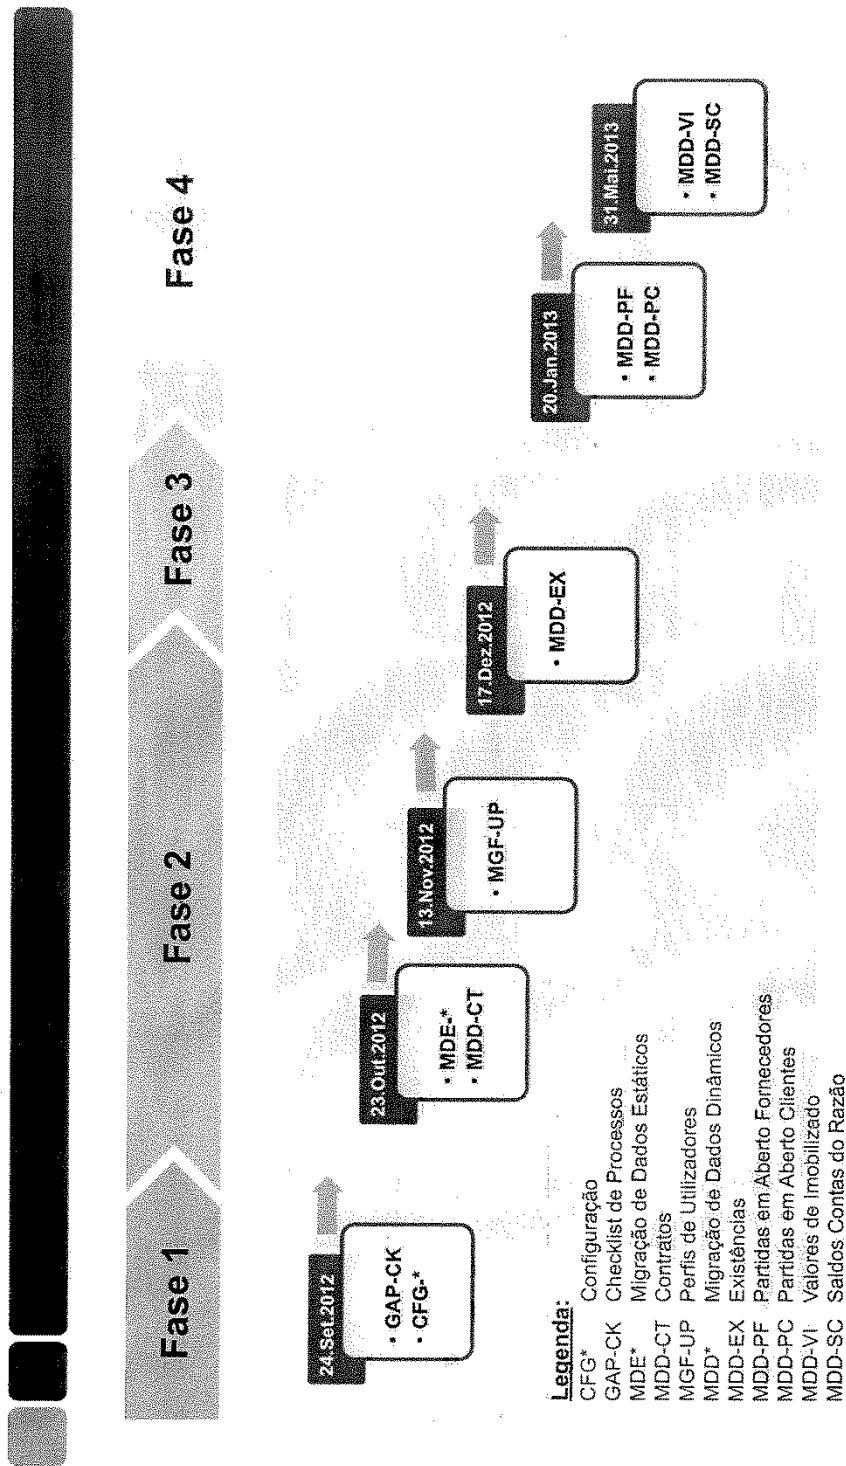 Fase 1
Fase 2
Fase 3
Fase 4
24.Set.2012
• GAP-CK
• CFG-*
23.Out.2012
• MDE-*
• MDD-CT
13.Nov.2012
• MGF-UP
17.Dez.2012
• MDD-EX
20.Jan.2013
• MDD-PF
• MDD-PC
31.Mai.2013
• MDD-VI
• MDD-SC
Legenda:
CFG* Configuração
GAP-CK Checklist de Processos
MDE* Migração de Dados Estáticos
MDD-CT Contratos
MGF-UP Perfis de Utilizadores
MDD* Migração de Dados Dinâmicos
MDD-EX Existências
MDD-PF Partidas em Aberto Fornecedores
MDD-PC Partidas em Aberto Clientes
MDD-VI Valores de Imobilizado
MDD-SC Saldos Contas do Razão